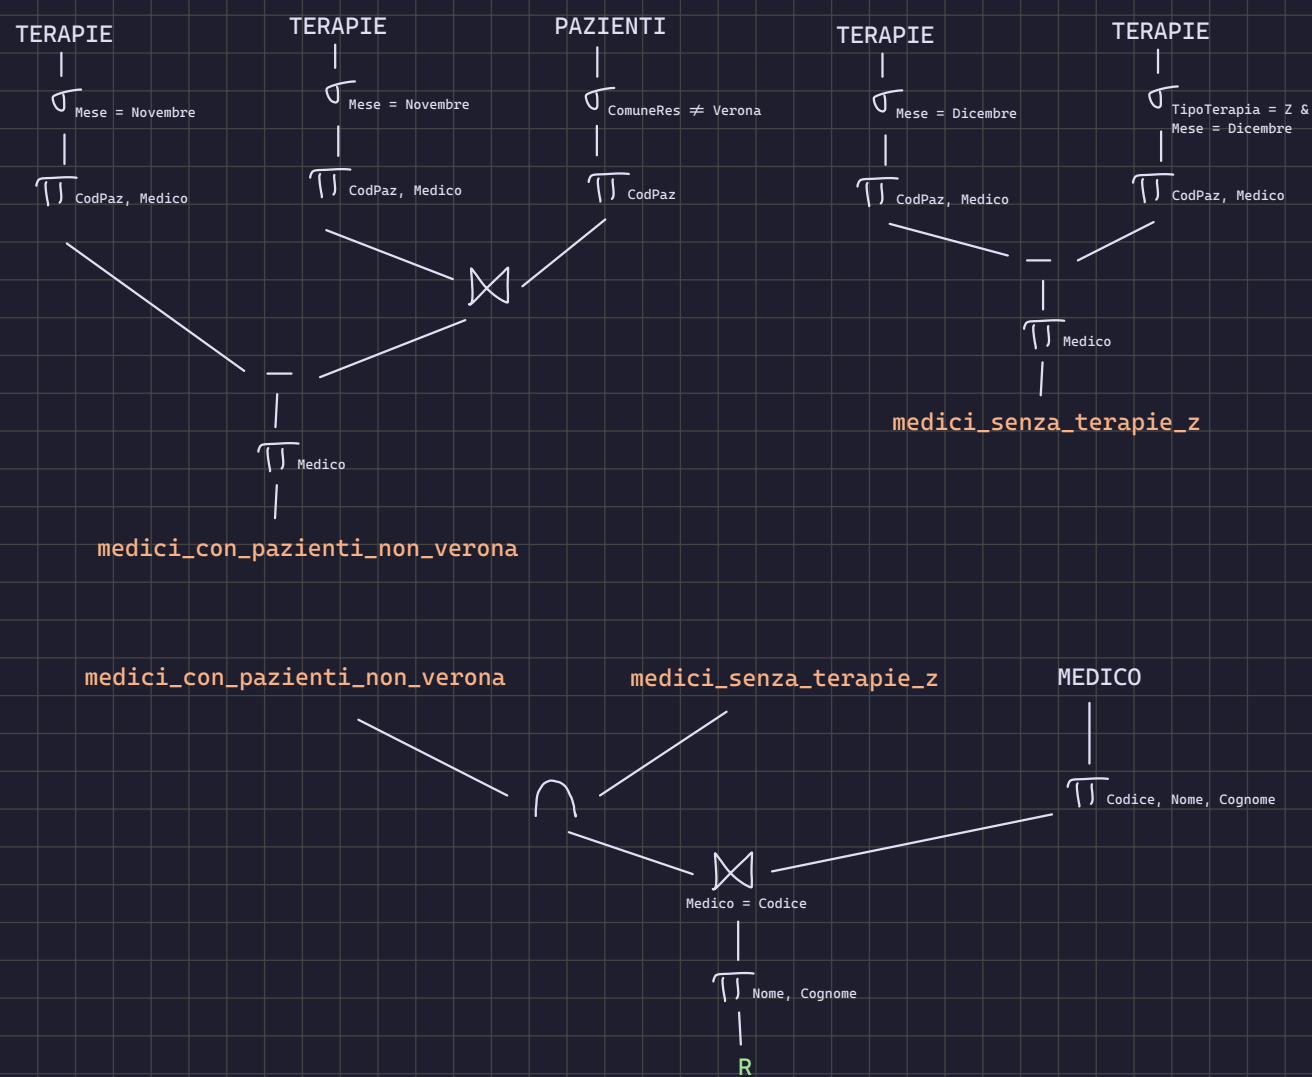 TERAPIE
σ Mese = Novembre
π CodPaz, Medico
TERAPIE
σ Mese = Novembre
π CodPaz, Medico
PAZIENTI
σ ComuneRes ≠ Verona
π CodPaz
⋈
—
π Medico
medici_con_pazienti_non_verona
TERAPIE
σ Mese = Dicembre
π CodPaz, Medico
TERAPIE
σ TipoTerapia = Z &
Mese = Dicembre
π CodPaz, Medico
—
π Medico
medici_senza_terapie_z
medici_con_pazienti_non_verona
medici_senza_terapie_z
∩
MEDICO
π Codice, Nome, Cognome
⋈
Medico = Codice
π Nome, Cognome
R